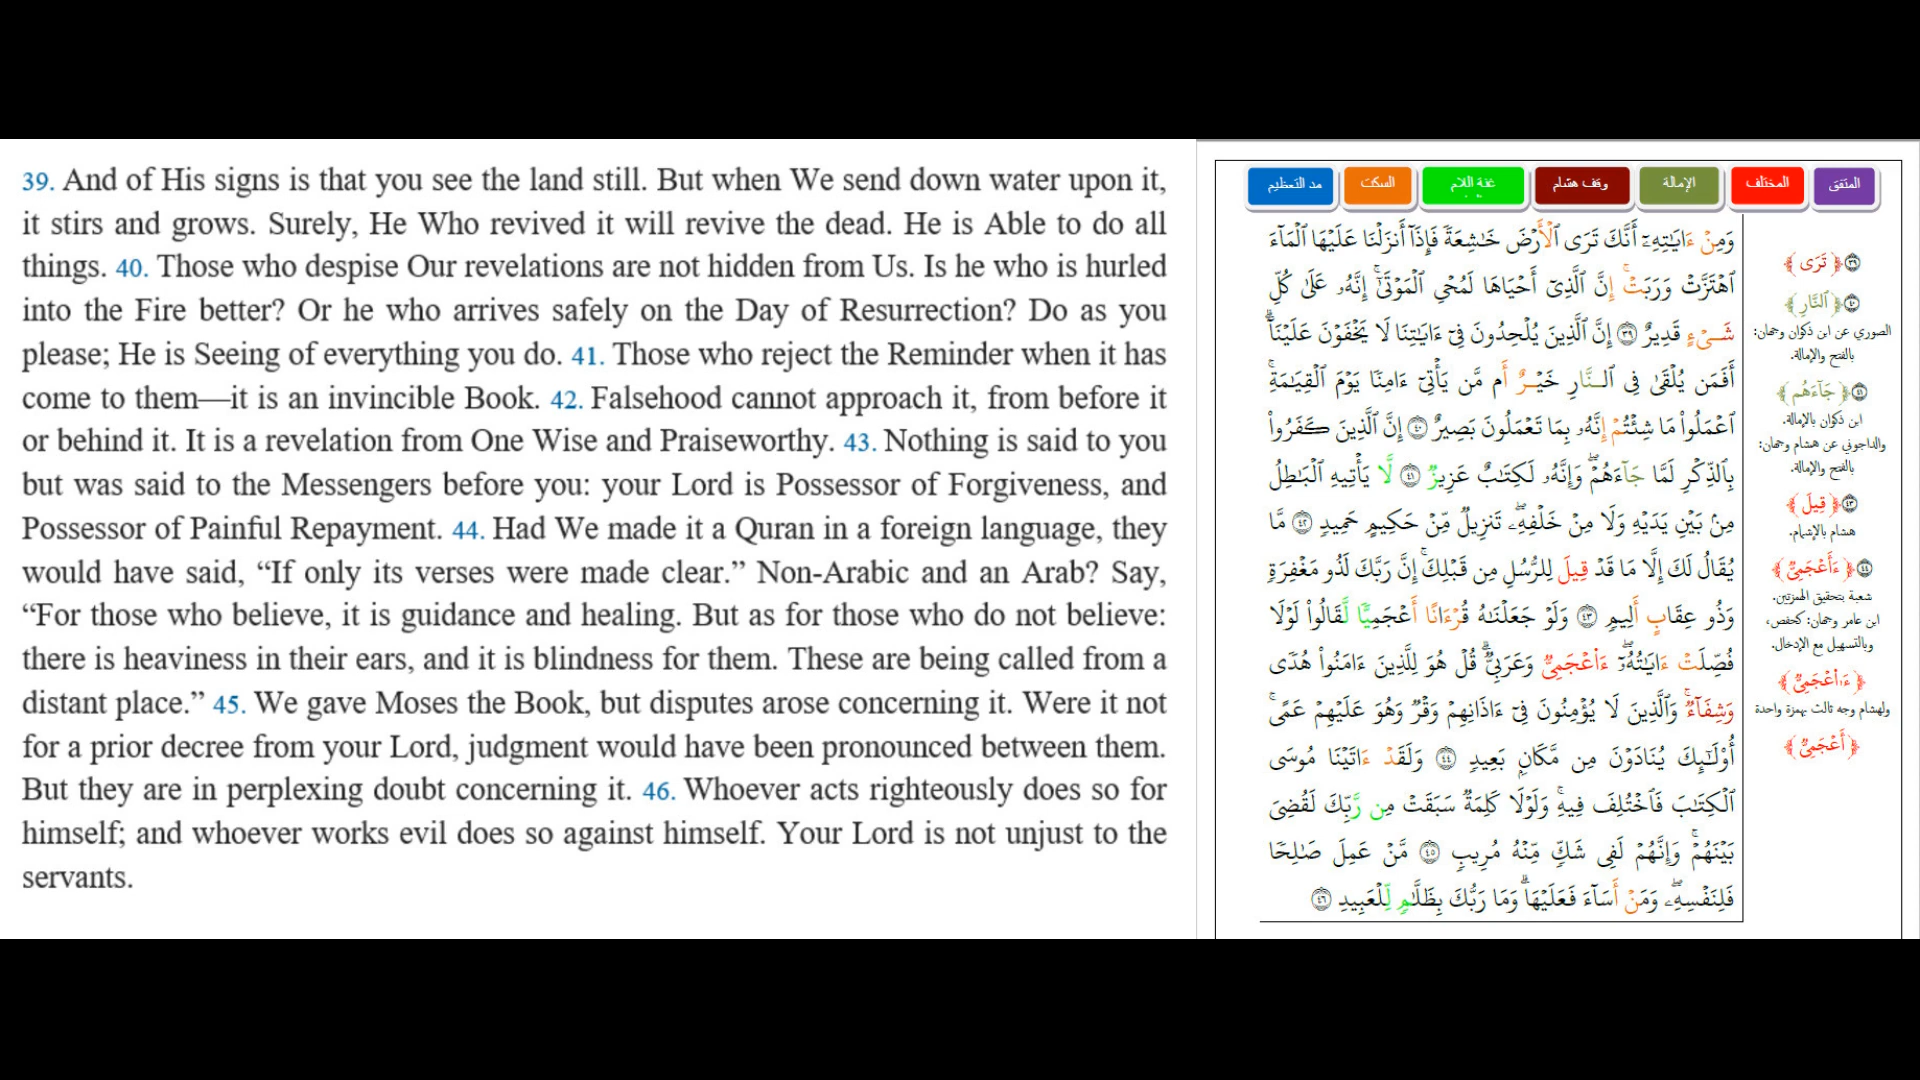 39. And of His signs is that you see the land still. But when We send down water upon it,
it stirs and grows. Surely, He Who revived it will revive the dead. He is Able to do all
things. 40. Those who despise Our revelations are not hidden from Us. Is he who is hurled
into the Fire better? Or he who arrives safely on the Day of Resurrection? Do as you
please; He is Seeing of everything you do. 41. Those who reject the Reminder when it has
come to them—it is an invincible Book. 42. Falsehood cannot approach it, from before it
or behind it. It is a revelation from One Wise and Praiseworthy. 43. Nothing is said to you
but was said to the Messengers before you: your Lord is Possessor of Forgiveness, and
Possessor of Painful Repayment. 44. Had We made it a Quran in a foreign language, they
would have said, “If only its verses were made clear.” Non-Arabic and an Arab? Say,
“For those who believe, it is guidance and healing. But as for those who do not believe:
there is heaviness in their ears, and it is blindness for them. These are being called from a
distant place.” 45. We gave Moses the Book, but disputes arose concerning it. Were it not
for a prior decree from your Lord, judgment would have been pronounced between them.
But they are in perplexing doubt concerning it. 46. Whoever acts righteously does so for
himself; and whoever works evil does so against himself. Your Lord is not unjust to the
servants.
المتفق المختلف الإمالة وقف هشام غنة اللام السكت مد التعظيم
وَمِنۡ ءَايَٰتِهِۦٓ أَنَّكَ تَرَى ٱلۡأَرۡضَ خَٰشِعَةٗ فَإِذَآ أَنزَلۡنَا عَلَيۡهَا ٱلۡمَآءَ
ٱهۡتَزَّتۡ وَرَبَتۡۚ إِنَّ ٱلَّذِيٓ أَحۡيَاهَا لَمُحۡيِ ٱلۡمَوۡتَىٰٓۚ إِنَّهُۥ عَلَىٰ كُلِّ
شَيۡءٖ قَدِيرٌ ٣٩ إِنَّ ٱلَّذِينَ يُلۡحِدُونَ فِيٓ ءَايَٰتِنَا لَا يَخۡفَوۡنَ عَلَيۡنَآۗ
أَفَمَن يُلۡقَىٰ فِي ٱلنَّارِ خَيۡرٌ أَم مَّن يَأۡتِيٓ ءَامِنٗا يَوۡمَ ٱلۡقِيَٰمَةِۚ
ٱعۡمَلُواْ مَا شِئۡتُمۡ إِنَّهُۥ بِمَا تَعۡمَلُونَ بَصِيرٌ ٤٠ إِنَّ ٱلَّذِينَ كَفَرُواْ
بِٱلذِّكۡرِ لَمَّا جَآءَهُمۡۖ وَإِنَّهُۥ لَكِتَٰبٌ عَزِيزٞ ٤١ لَّا يَأۡتِيهِ ٱلۡبَٰطِلُ
مِنۢ بَيۡنِ يَدَيۡهِ وَلَا مِنۡ خَلۡفِهِۦۖ تَنزِيلٞ مِّنۡ حَكِيمٍ حَمِيدٖ ٤٢ مَّا
يُقَالُ لَكَ إِلَّا مَا قَدۡ قِيلَ لِلرُّسُلِ مِن قَبۡلِكَۚ إِنَّ رَبَّكَ لَذُو مَغۡفِرَةٖ
وَذُو عِقَابٍ أَلِيمٖ ٤٣ وَلَوۡ جَعَلۡنَٰهُ قُرۡءَانًا أَعۡجَمِيّٗا لَّقَالُواْ لَوۡلَا
فُصِّلَتۡ ءَايَٰتُهُۥٓۖ ءَا۬عۡجَمِيّٞ وَعَرَبِيّٞۗ قُلۡ هُوَ لِلَّذِينَ ءَامَنُواْ هُدٗى
وَشِفَآءٞۚ وَٱلَّذِينَ لَا يُؤۡمِنُونَ فِيٓ ءَاذَانِهِمۡ وَقۡرٞ وَهُوَ عَلَيۡهِمۡ عَمًىۚ
أُوْلَٰٓئِكَ يُنَادَوۡنَ مِن مَّكَانِۭ بَعِيدٖ ٤٤ وَلَقَدۡ ءَاتَيۡنَا مُوسَى
ٱلۡكِتَٰبَ فَٱخۡتُلِفَ فِيهِۚ وَلَوۡلَا كَلِمَةٞ سَبَقَتۡ مِن رَّبِّكَ لَقُضِيَ
بَيۡنَهُمۡۚ وَإِنَّهُمۡ لَفِي شَكّٖ مِّنۡهُ مُرِيبٖ ٤٥ مَّنۡ عَمِلَ صَٰلِحٗا
فَلِنَفۡسِهِۦۖ وَمَنۡ أَسَآءَ فَعَلَيۡهَاۗ وَمَا رَبُّكَ بِظَلَّٰمٖ لِّلۡعَبِيدِ ٤٦
٣٩ ﴿ تَرَى ﴾
٤٠ ﴿ ٱلنَّارِ ﴾
الصوري عن ابن ذكوان وجهان:
بالفتح والإمالة.
٤١ ﴿ جَآءَهُم ﴾
ابن ذكوان بالإمالة.
والداجوني عن هشام وجهان:
بالفتح والإمالة.
٤٣ ﴿ قِيلَ ﴾
هشام بالإشمام.
٤٤ ﴿ ءَأَعۡجَمِيّٞ ﴾
شعبة بتحقيق الهمزتين.
ابن عامر وجهان: كحفص،
وبالتسهيل مع الإدخال.
﴿ ءَا۬عۡجَمِيّٞ ﴾
ولهشام وجه ثالث بهمزة واحدة
﴿ أَعۡجَمِيّٞ ﴾